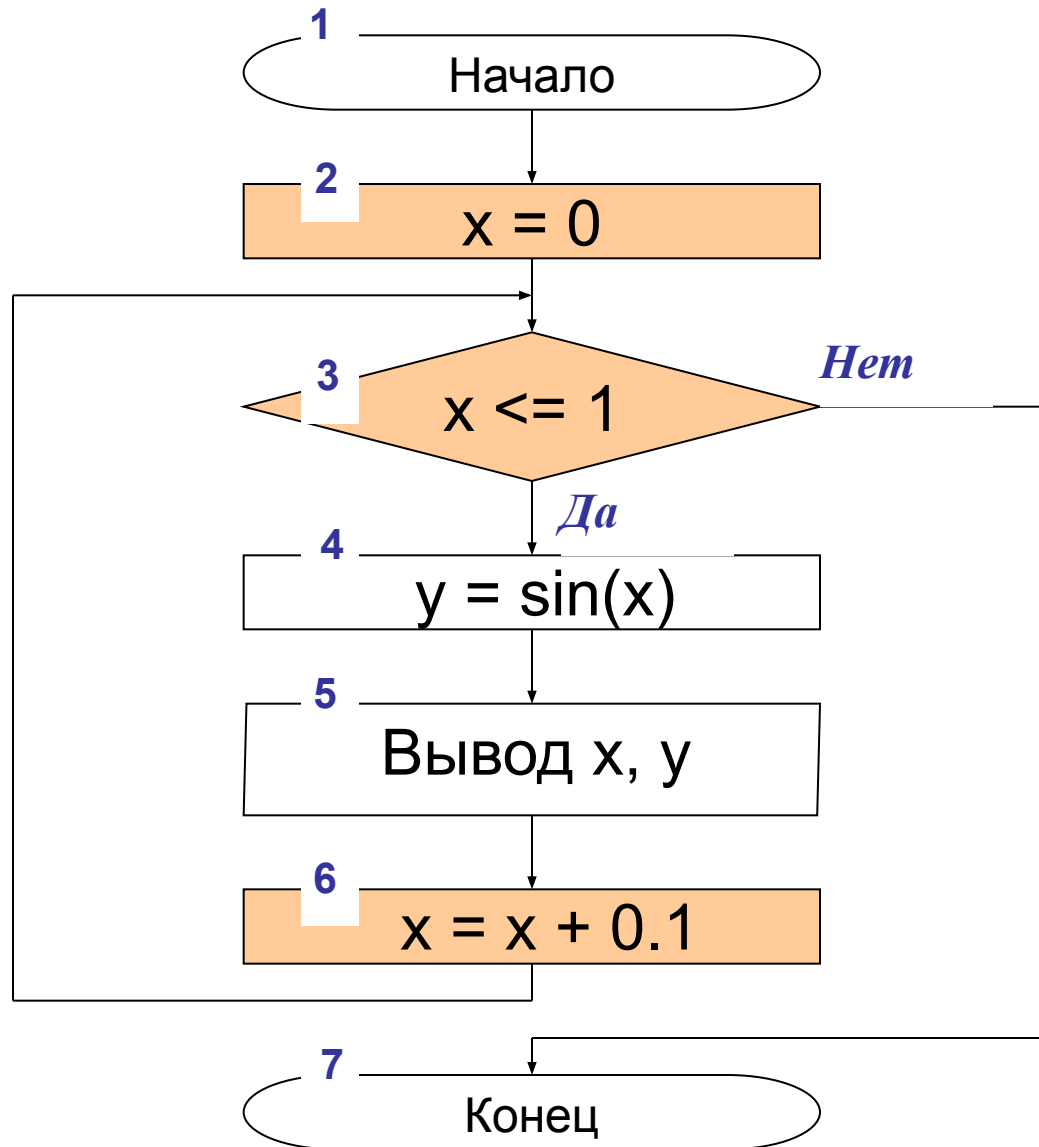 1
Начало
2
x = 0
3
x <= 1
Нет
Да
4
y = sin(x)
5
Вывод x, y
6
x = x + 0.1
7
Конец